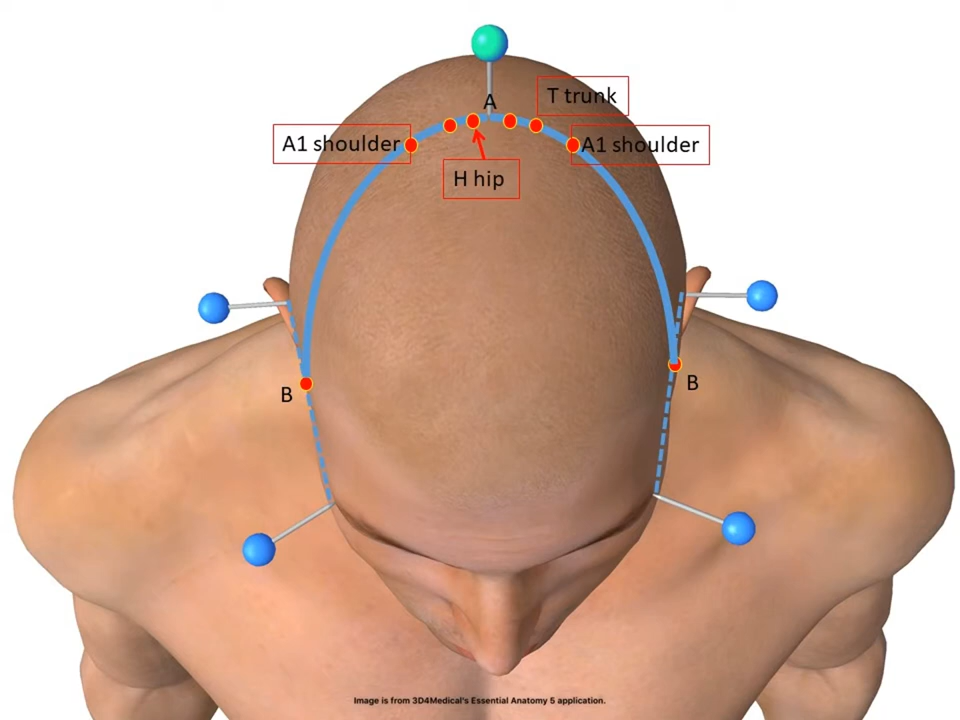 A
T trunk
A1 shoulder
A1 shoulder
H hip
B
B
Image is from 3D4Medical's Essential Anatomy 5 application.